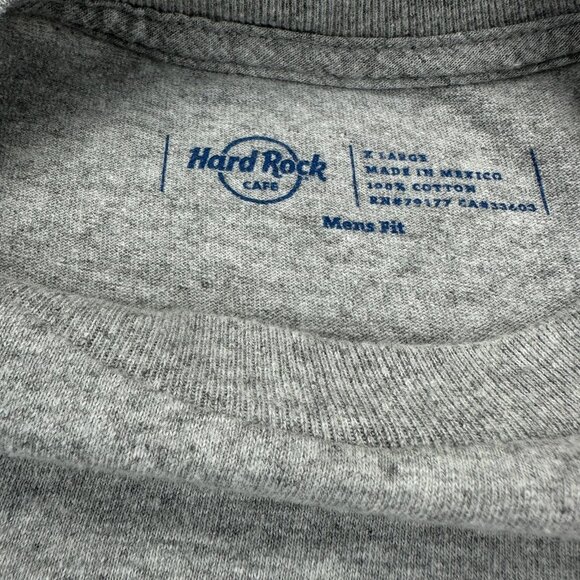 Hard Rock
CAFE
X LARGE
MADE IN MEXICO
100% COTTON
RN#79177 CA#33603
Mens Fit